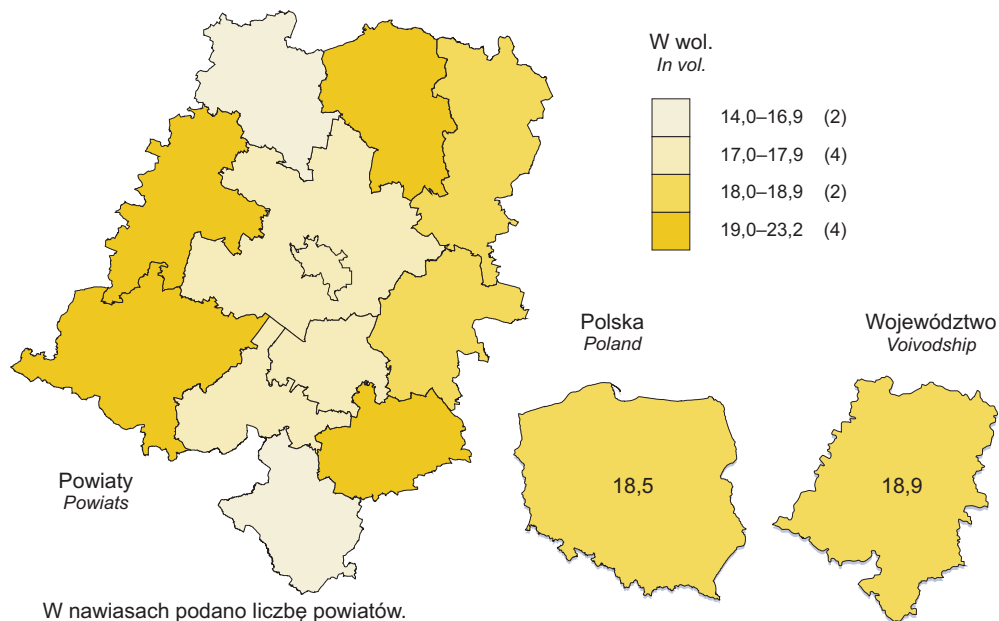 W wol.
In vol.
14,0–16,9 (2)
17,0–17,9 (4)
18,0–18,9 (2)
19,0–23,2 (4)
Polska
Poland
Województwo
Voivodship
18,5
18,9
Powiaty
Powiats
W nawiasach podano liczbę powiatów.